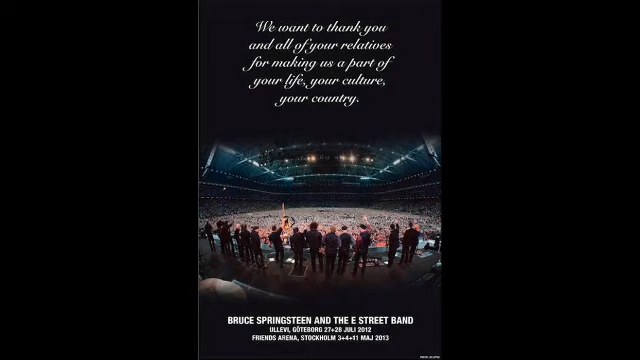 We want to thank you
and all of your relatives
for making us a part of
your life, your culture,
your country.
BRUCE SPRINGSTEEN AND THE E STREET BAND
ULLEVI, GÖTEBORG 27+28 JULI 2012
FRIENDS ARENA, STOCKHOLM 3+4+11 MAJ 2013